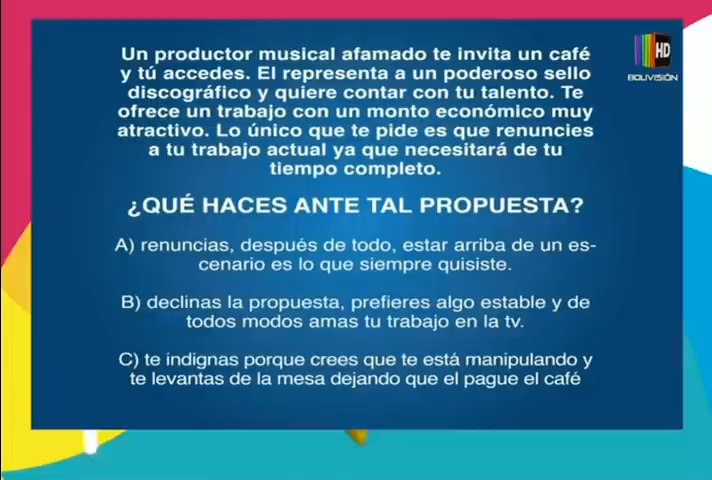 Un productor musical afamado te invita un café
y tú accedes. El representa a un poderoso sello
discográfico y quiere contar con tu talento. Te
ofrece un trabajo con un monto económico muy
atractivo. Lo único que te pide es que renuncies
a tu trabajo actual ya que necesitará de tu
tiempo completo.
¿QUÉ HACES ANTE TAL PROPUESTA?
A) renuncias, después de todo, estar arriba de un es-
cenario es lo que siempre quisiste.
B) declinas la propuesta, prefieres algo estable y de
todos modos amas tu trabajo en la tv.
C) te indignas porque crees que te está manipulando y
te levantas de la mesa dejando que el pague el café
HD
BOLIVISIÓN